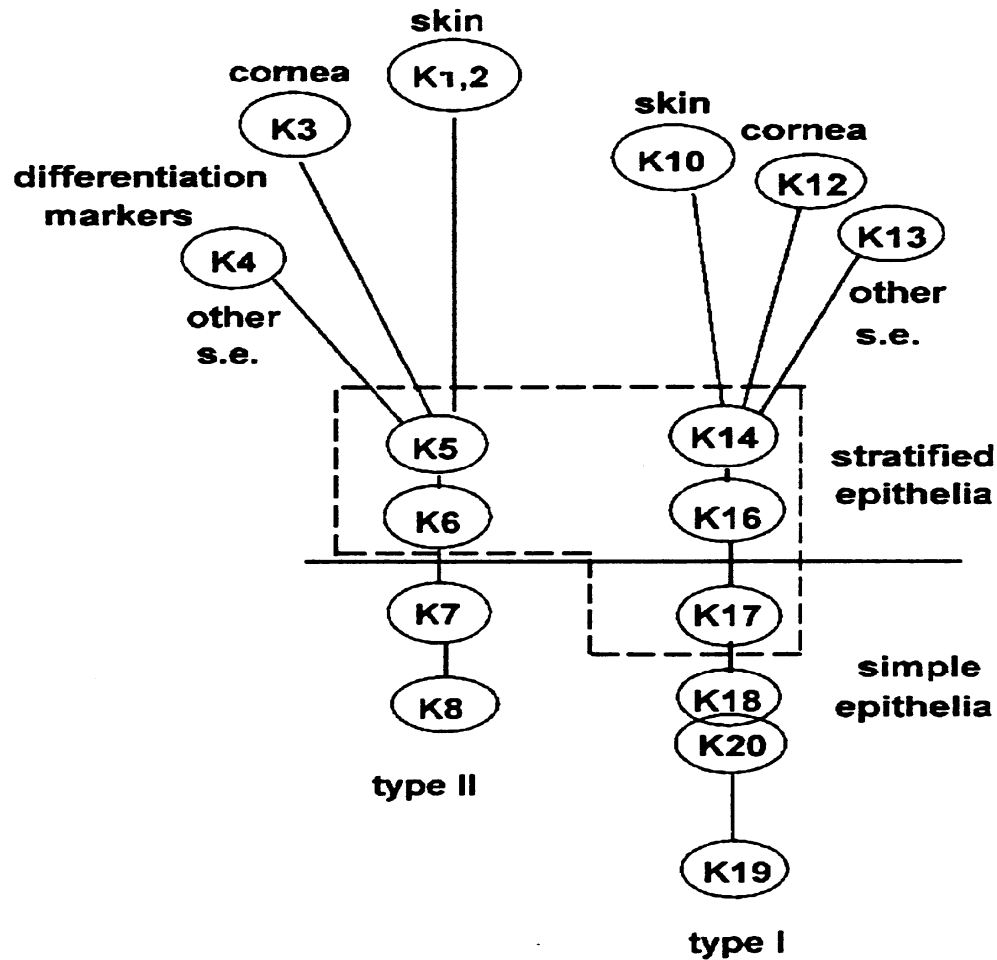 skin
K1,2
cornea
K3
differentiation
markers
K4
other
s.e.
skin
K10
cornea
K12
K13
other
s.e.
K5
K14
stratified
epithelia
K6
K16
K7
K17
simple
epithelia
K8
K18
K20
type II
K19
type I